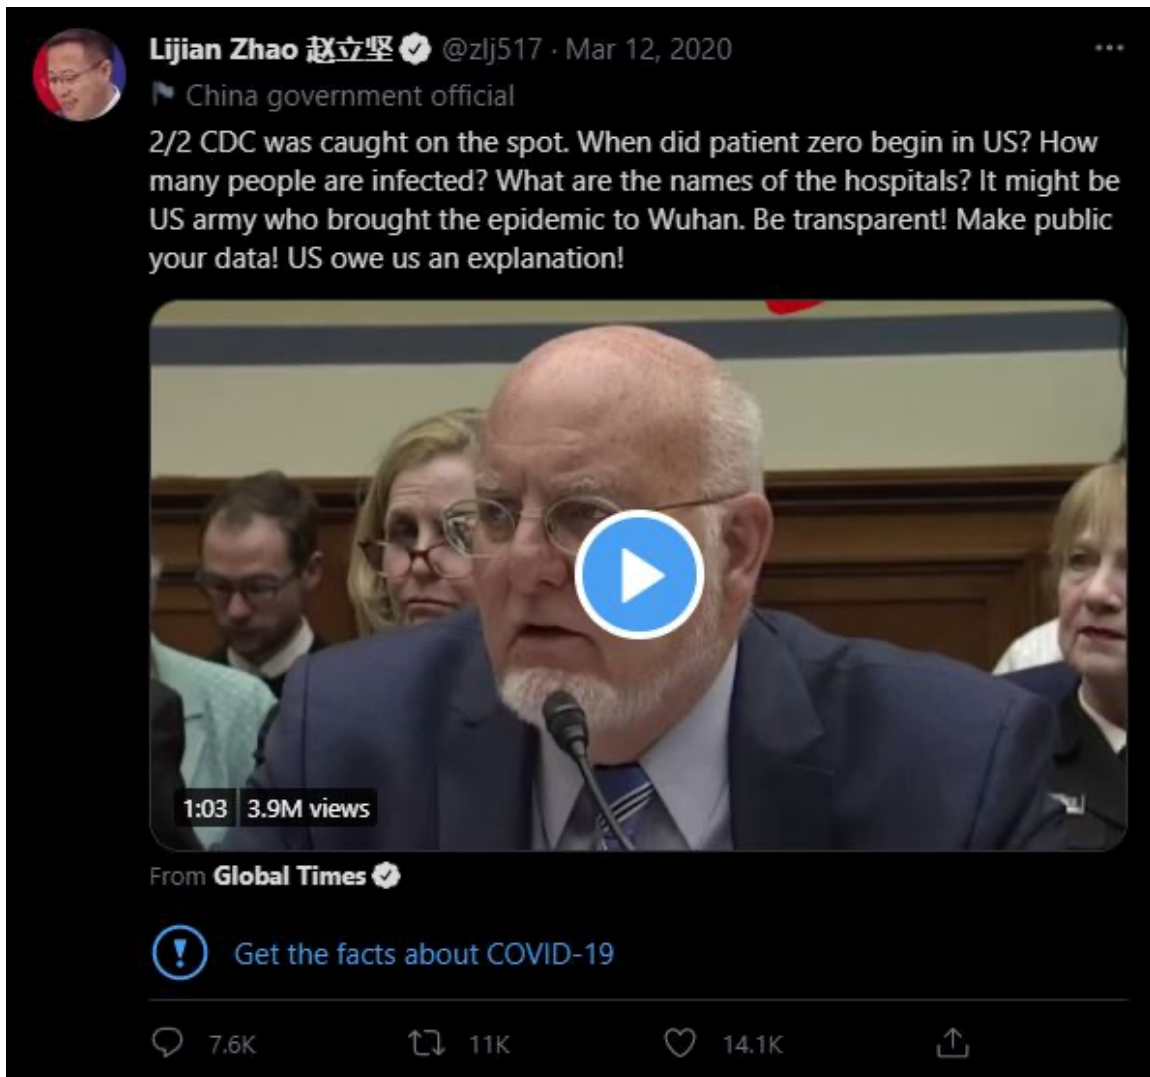 Lijian Zhao 赵立坚 @zlj517 · Mar 12, 2020
China government official
2/2 CDC was caught on the spot. When did patient zero begin in US? How
many people are infected? What are the names of the hospitals? It might be
US army who brought the epidemic to Wuhan. Be transparent! Make public
your data! US owe us an explanation!
1:03 3.9M views
From Global Times
Get the facts about COVID-19
7.6K 11K 14.1K